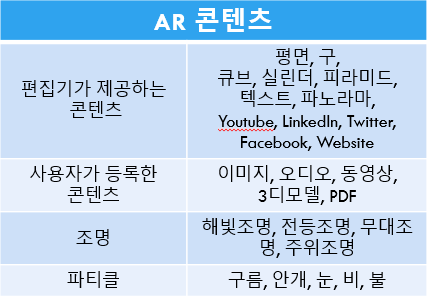 AR 콘텐츠
편집기가 제공하는
콘텐츠
평면, 구,
큐브, 실린더, 피라미드,
텍스트, 파노라마,
Youtube, LinkedIn, Twitter,
Facebook, Website
사용자가 등록한
콘텐츠
이미지, 오디오, 동영상,
3디모델, PDF
조명
해빛조명, 전등조명, 무대조
명, 주위조명
파티클
구름, 안개, 눈, 비, 불